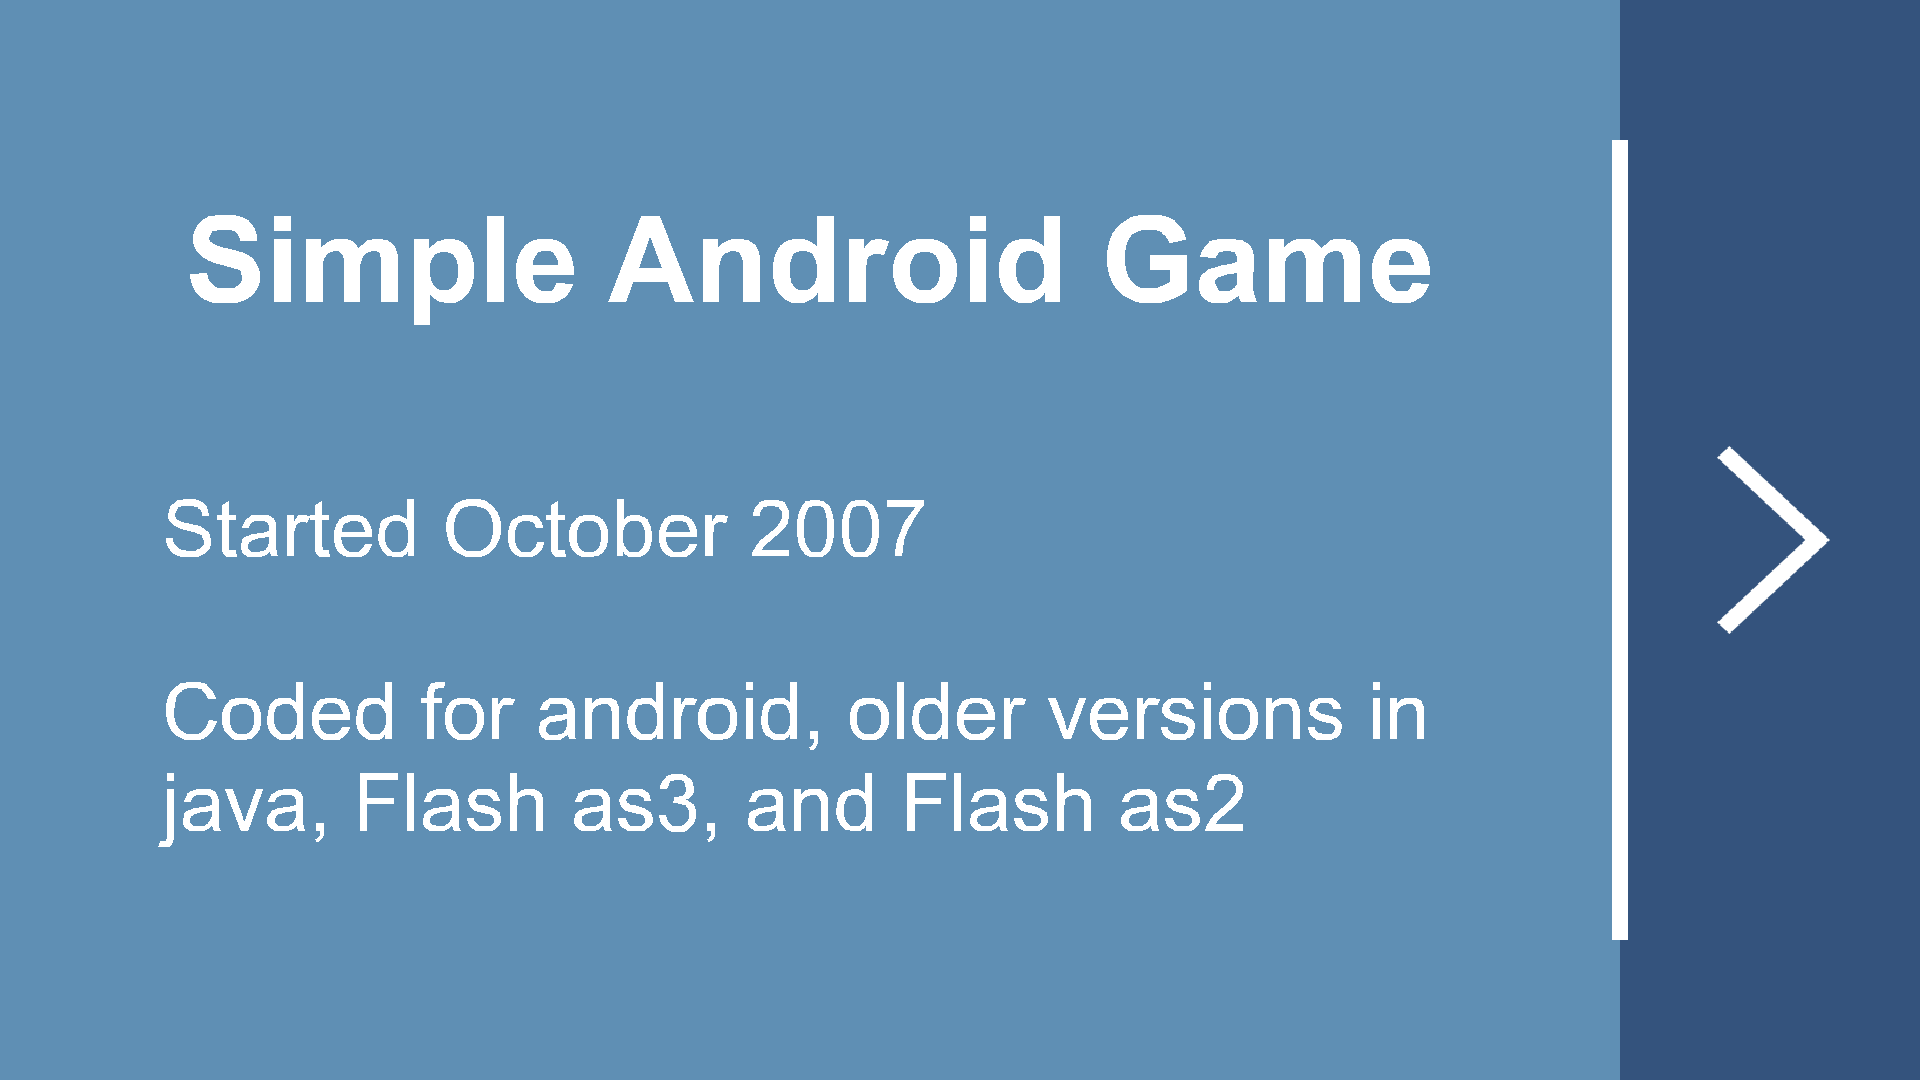 Simple Android Game
Started October 2007
Coded for android, older versions in
java, Flash as3, and Flash as2